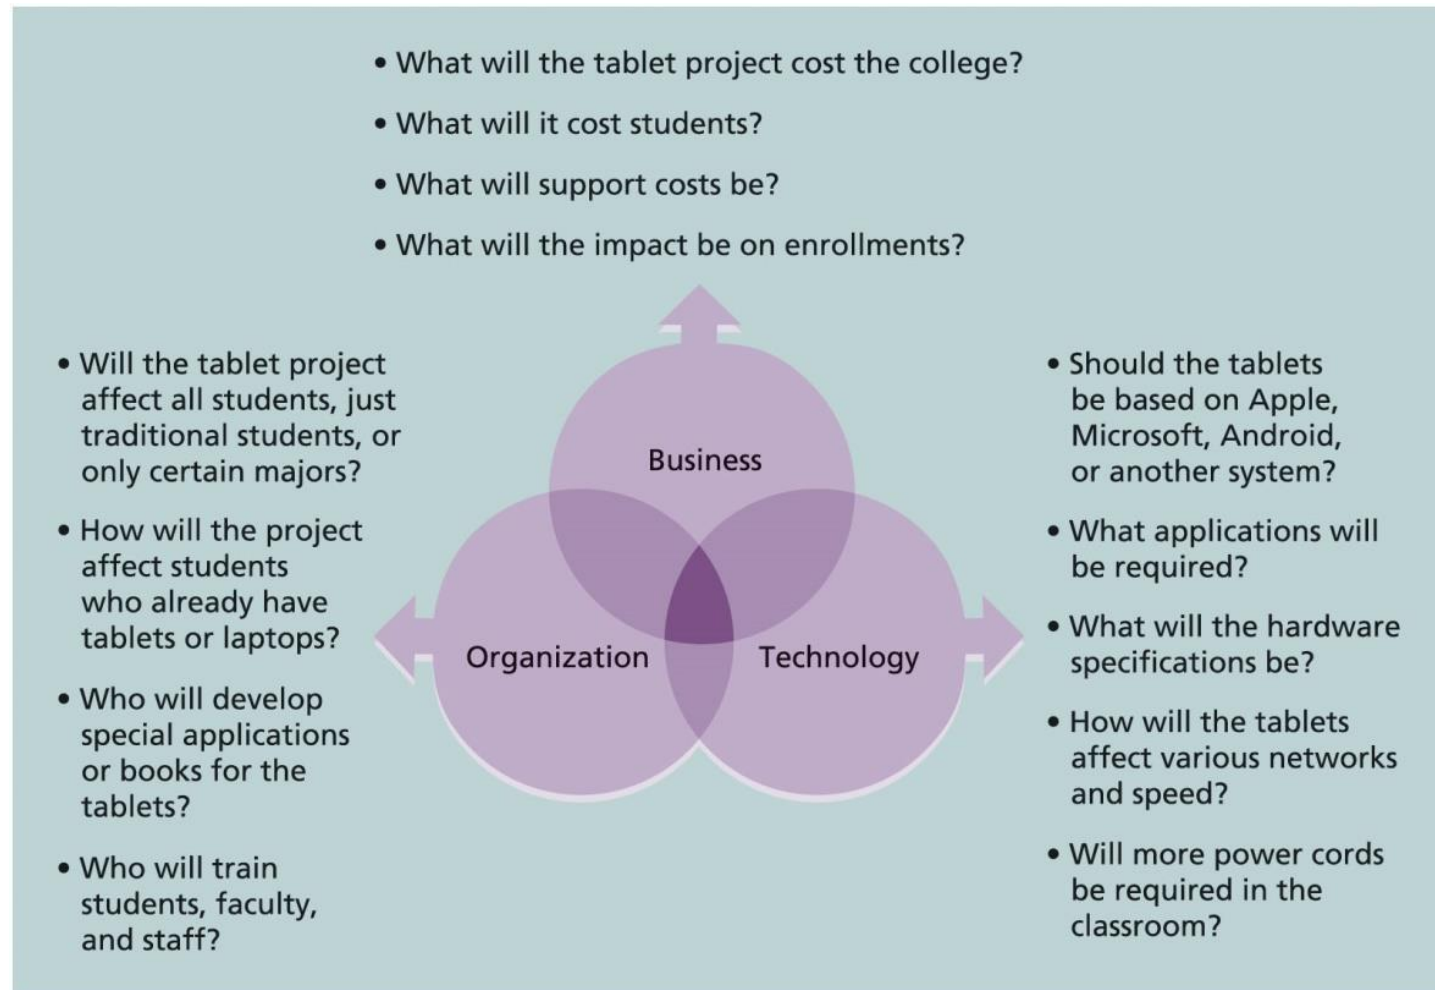 • What will the tablet project cost the college?
• What will it cost students?
• What will support costs be?
• What will the impact be on enrollments?
• Will the tablet project
affect all students, just
traditional students, or
only certain majors?
• How will the project
affect students
who already have
tablets or laptops?
• Who will develop
special applications
or books for the
tablets?
• Who will train
students, faculty,
and staff?
Business
Organization
Technology
• Should the tablets
be based on Apple,
Microsoft, Android,
or another system?
• What applications will
be required?
• What will the hardware
specifications be?
• How will the tablets
affect various networks
and speed?
• Will more power cords
be required in the
classroom?